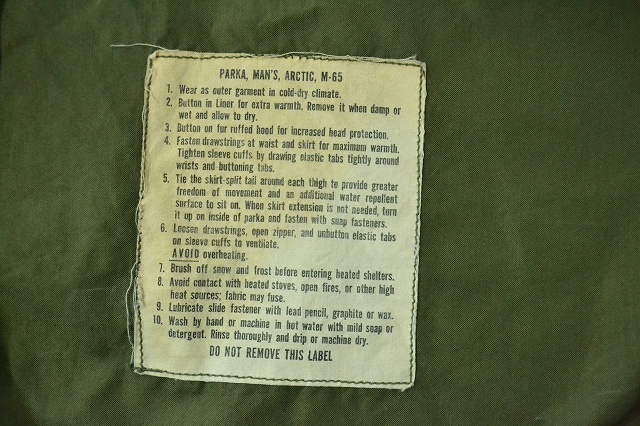 PARKA, MAN'S, ARCTIC, M-65
1. Wear as outer garment in cold-dry climate.
2. Button in Liner for extra warmth. Remove it when damp or
wet and allow to dry.
3. Button on fur ruffed hood for increased head protection.
4. Fasten drawstrings at waist and skirt for maximum warmth.
Tighten sleeve cuffs by drawing elastic tabs tightly around
wrists and buttoning tabs.
5. Tie the skirt-split tail around each thigh to provide greater
freedom of movement and an additional water repellent
surface to sit on. When skirt extension is not needed, turn
it up on inside of parka and fasten with snap fasteners.
6. Loosen drawstrings, open zipper, and unbutton elastic tabs
on sleeve cuffs to ventilate.
AVOID overheating.
7. Brush off snow and frost before entering heated shelters.
8. Avoid contact with heated stoves, open fires, or other high
heat sources; fabric may fuse.
9. Lubricate slide fastener with lead pencil, graphite or wax.
10. Wash by hand or machine in hot water with mild soap or
detergent. Rinse thoroughly and drip or machine dry.
DO NOT REMOVE THIS LABEL